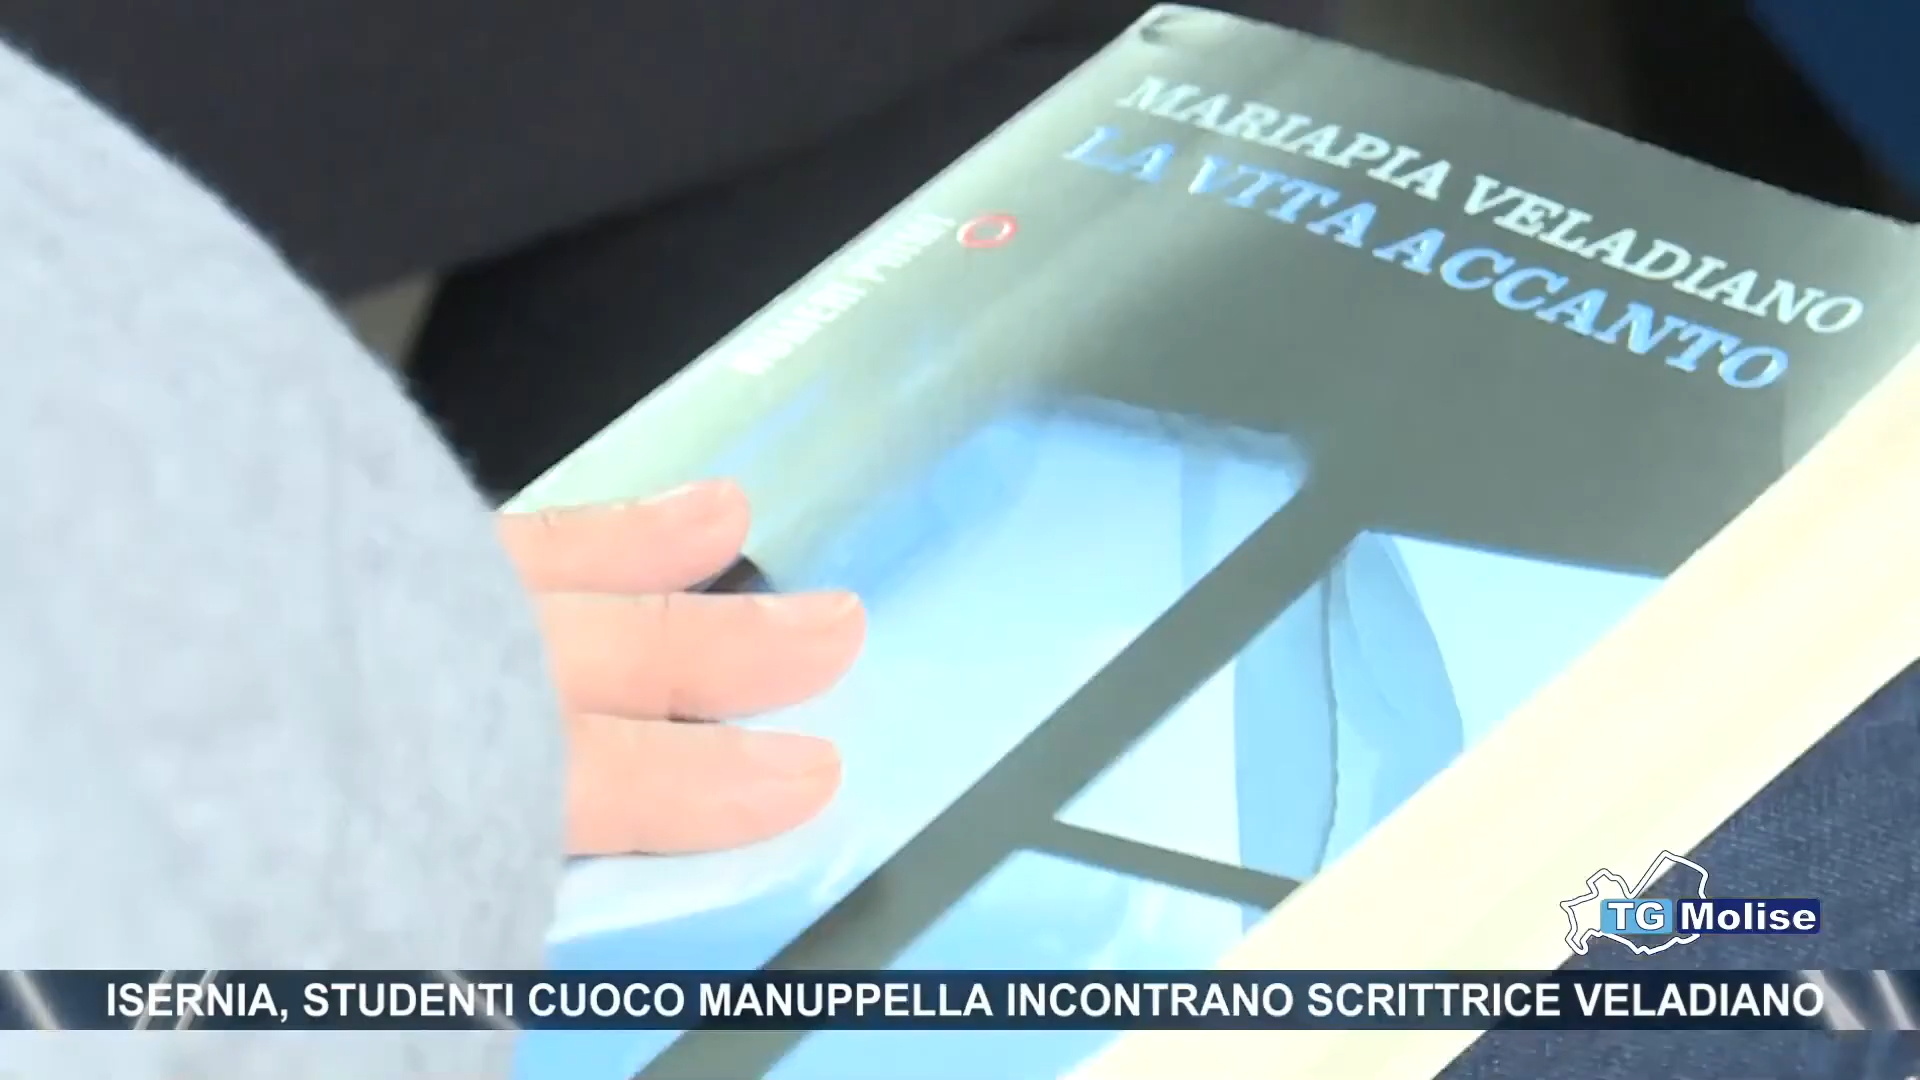 MARIAPIA VELADIANO
LA VITA ACCANTO
TG Molise
ISERNIA, STUDENTI CUOCO MANUPPELLA INCONTRANO SCRITTRICE VELADIANO